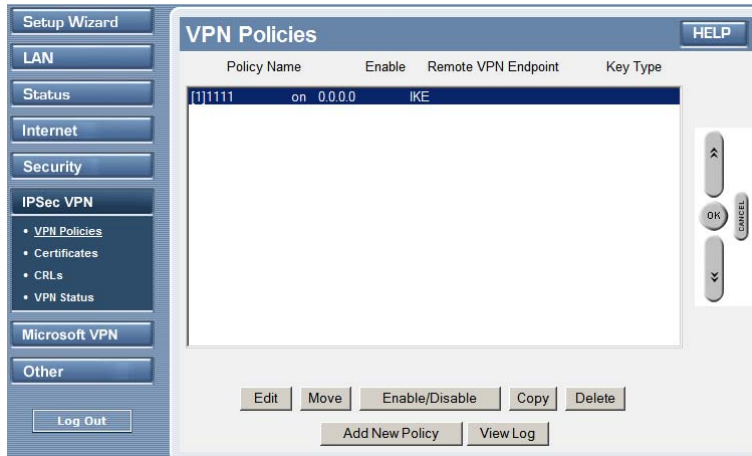 Setup Wizard
LAN
Status
Internet
Security
IPSec VPN
• VPN Policies
• Certificates
• CRLs
• VPN Status
Microsoft VPN
Other
Log Out
VPN Policies
HELP
Policy Name Enable Remote VPN Endpoint Key Type
[1]1111 on 0.0.0.0 IKE
OK
CANCEL
Edit Move Enable/Disable Copy Delete
Add New Policy View Log